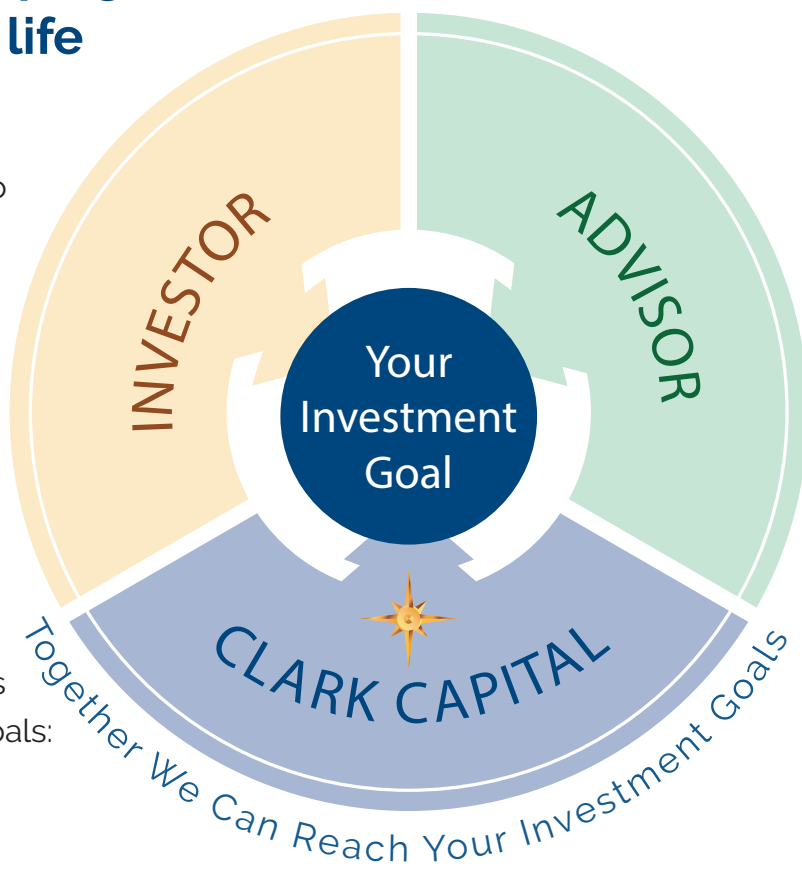 life
INVESTOR
ADVISOR
Your
Investment
Goal
CLARK CAPITAL
Together We Can Reach Your Investment Goals